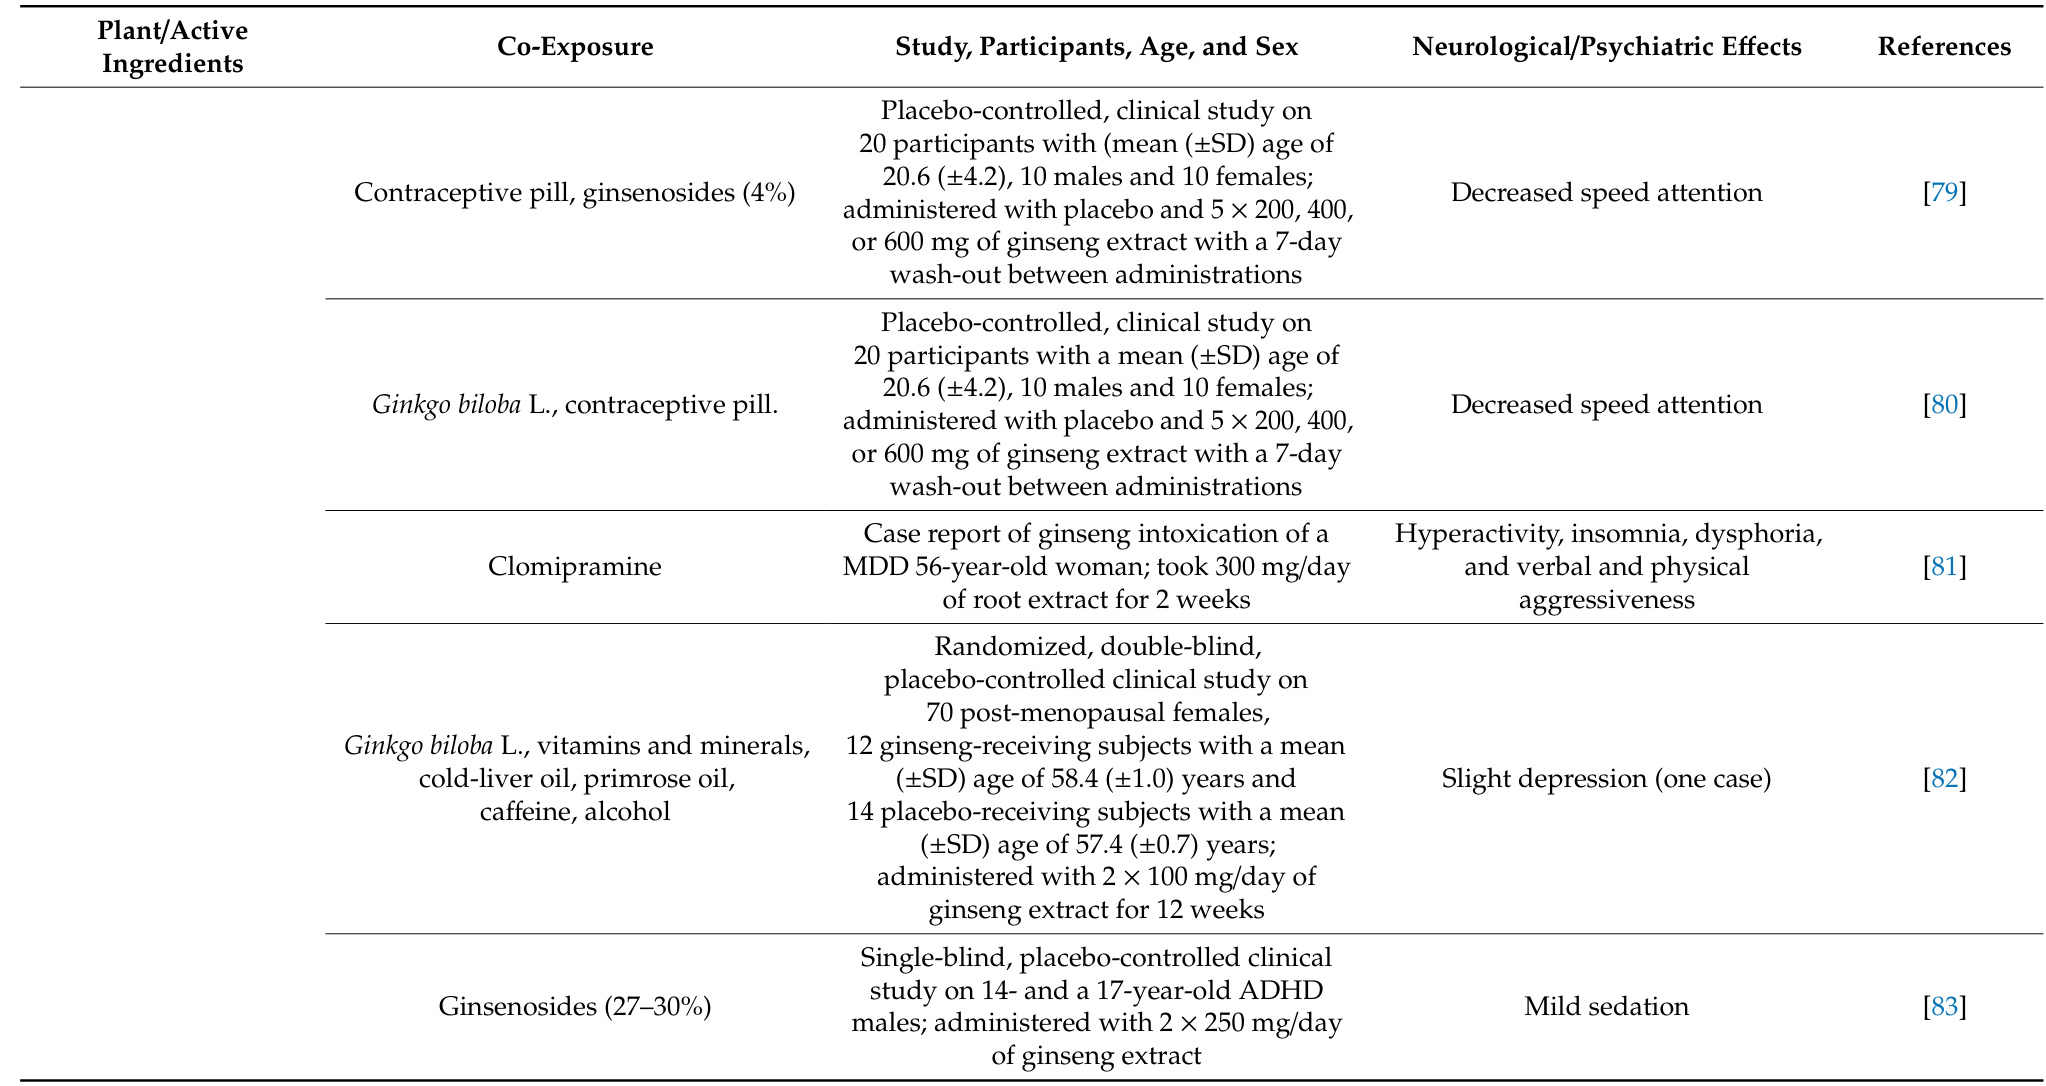 Plant/Active
Ingredients
Co-Exposure
Study, Participants, Age, and Sex
Neurological/Psychiatric Effects
References
Contraceptive pill, ginsenosides (4%)
Placebo-controlled, clinical study on
20 participants with (mean (±SD) age of
20.6 (±4.2), 10 males and 10 females;
administered with placebo and 5 × 200, 400,
or 600 mg of ginseng extract with a 7-day
wash-out between administrations
Decreased speed attention
[79]
Ginkgo biloba L., contraceptive pill.
Placebo-controlled, clinical study on
20 participants with a mean (±SD) age of
20.6 (±4.2), 10 males and 10 females;
administered with placebo and 5 × 200, 400,
or 600 mg of ginseng extract with a 7-day
wash-out between administrations
Decreased speed attention
[80]
Clomipramine
Case report of ginseng intoxication of a
MDD 56-year-old woman; took 300 mg/day
of root extract for 2 weeks
Hyperactivity, insomnia, dysphoria,
and verbal and physical
aggressiveness
[81]
Ginkgo biloba L., vitamins and minerals,
cold-liver oil, primrose oil,
caffeine, alcohol
Randomized, double-blind,
placebo-controlled clinical study on
70 post-menopausal females,
12 ginseng-receiving subjects with a mean
(±SD) age of 58.4 (±1.0) years and
14 placebo-receiving subjects with a mean
(±SD) age of 57.4 (±0.7) years;
administered with 2 × 100 mg/day of
ginseng extract for 12 weeks
Slight depression (one case)
[82]
Ginsenosides (27–30%)
Single-blind, placebo-controlled clinical
study on 14- and a 17-year-old ADHD
males; administered with 2 × 250 mg/day
of ginseng extract
Mild sedation
[83]